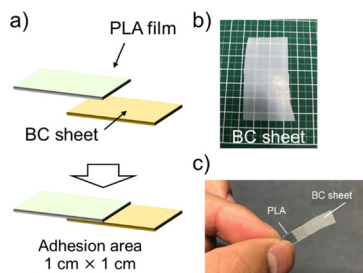 a)
PLA film
BC sheet
Adhesion area
1 cm × 1 cm
b)
BC sheet
c)
BC sheet
PLA